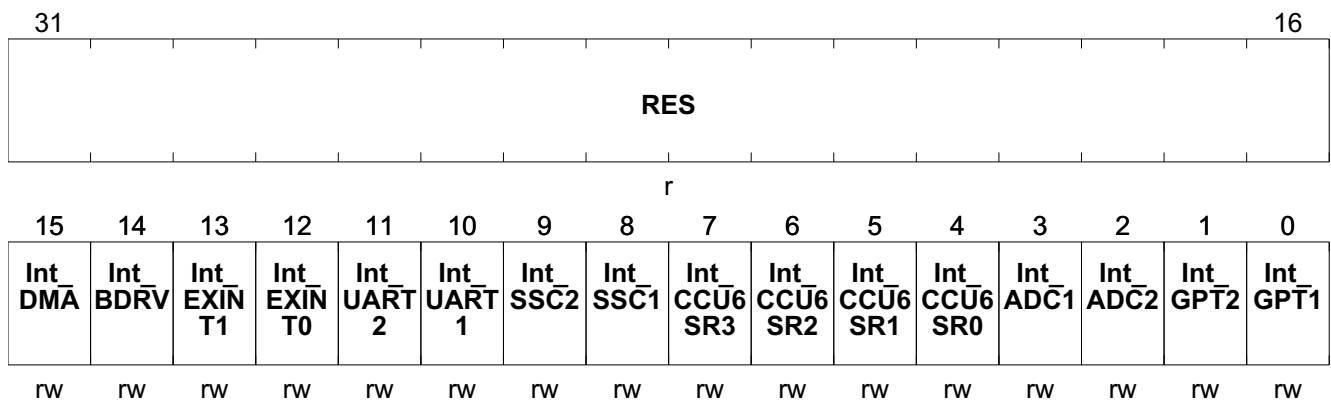 31 16
RES
r
15 14 13 12 11 10 9 8 7 6 5 4 3 2 1 0
Int_ Int_ Int_ Int_ Int_ Int_ Int_ Int_ Int_ Int_ Int_ Int_ Int_ Int_ Int_ Int_
DMA BDRV EXIN EXIN UART UART SSC2 SSC1 CCU6 CCU6 CCU6 CCU6 ADC1 ADC2 GPT2 GPT1
T1 T0 2 1 SR3 SR2 SR1 SR0
rw rw rw rw rw rw rw rw rw rw rw rw rw rw rw rw